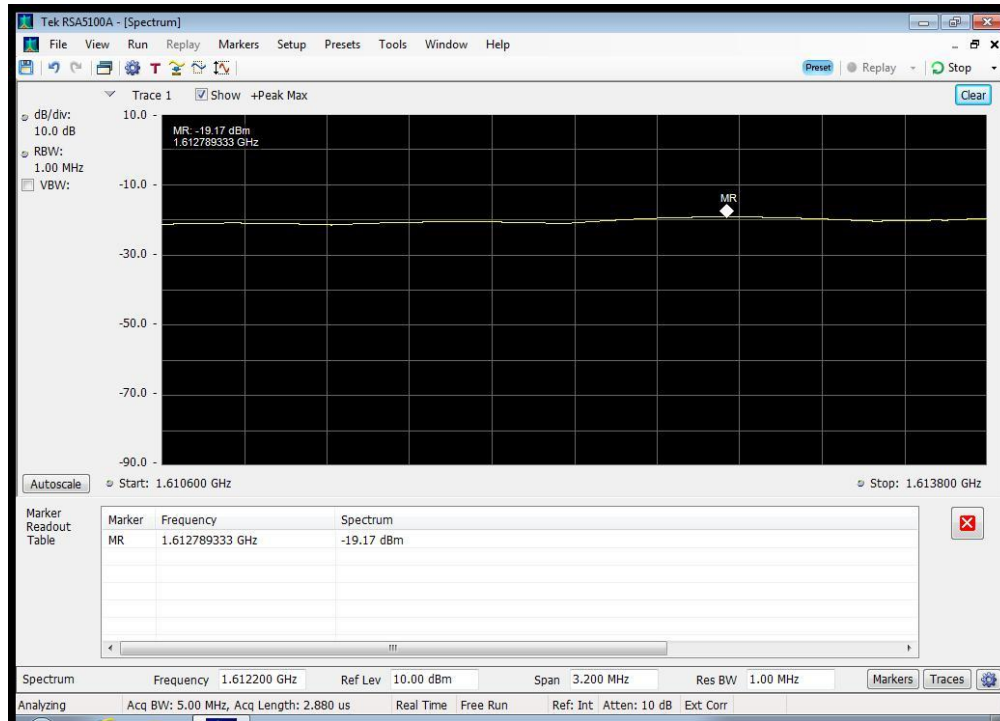 Tek RSA5100A - [Spectrum]
File View Run Replay Markers Setup Presets Tools Window Help
T Preset Replay Stop
Trace 1 Show +Peak Max Clear
dB/div:
10.0 dB
RBW:
1.00 MHz
VBW:
10.0
MR: -19.17 dBm
1.612789333 GHz
-10.0
MR
-30.0
-50.0
-70.0
-90.0
Autoscale Start: 1.610600 GHz Stop: 1.613800 GHz
Marker
Readout
Table
Marker Frequency Spectrum
MR 1.612789333 GHz -19.17 dBm
Spectrum Frequency 1.612200 GHz Ref Lev 10.00 dBm Span 3.200 MHz Res BW 1.00 MHz Markers Traces
Analyzing Acq BW: 5.00 MHz, Acq Length: 2.880 us Real Time Free Run Ref: Int Atten: 10 dB Ext Corr